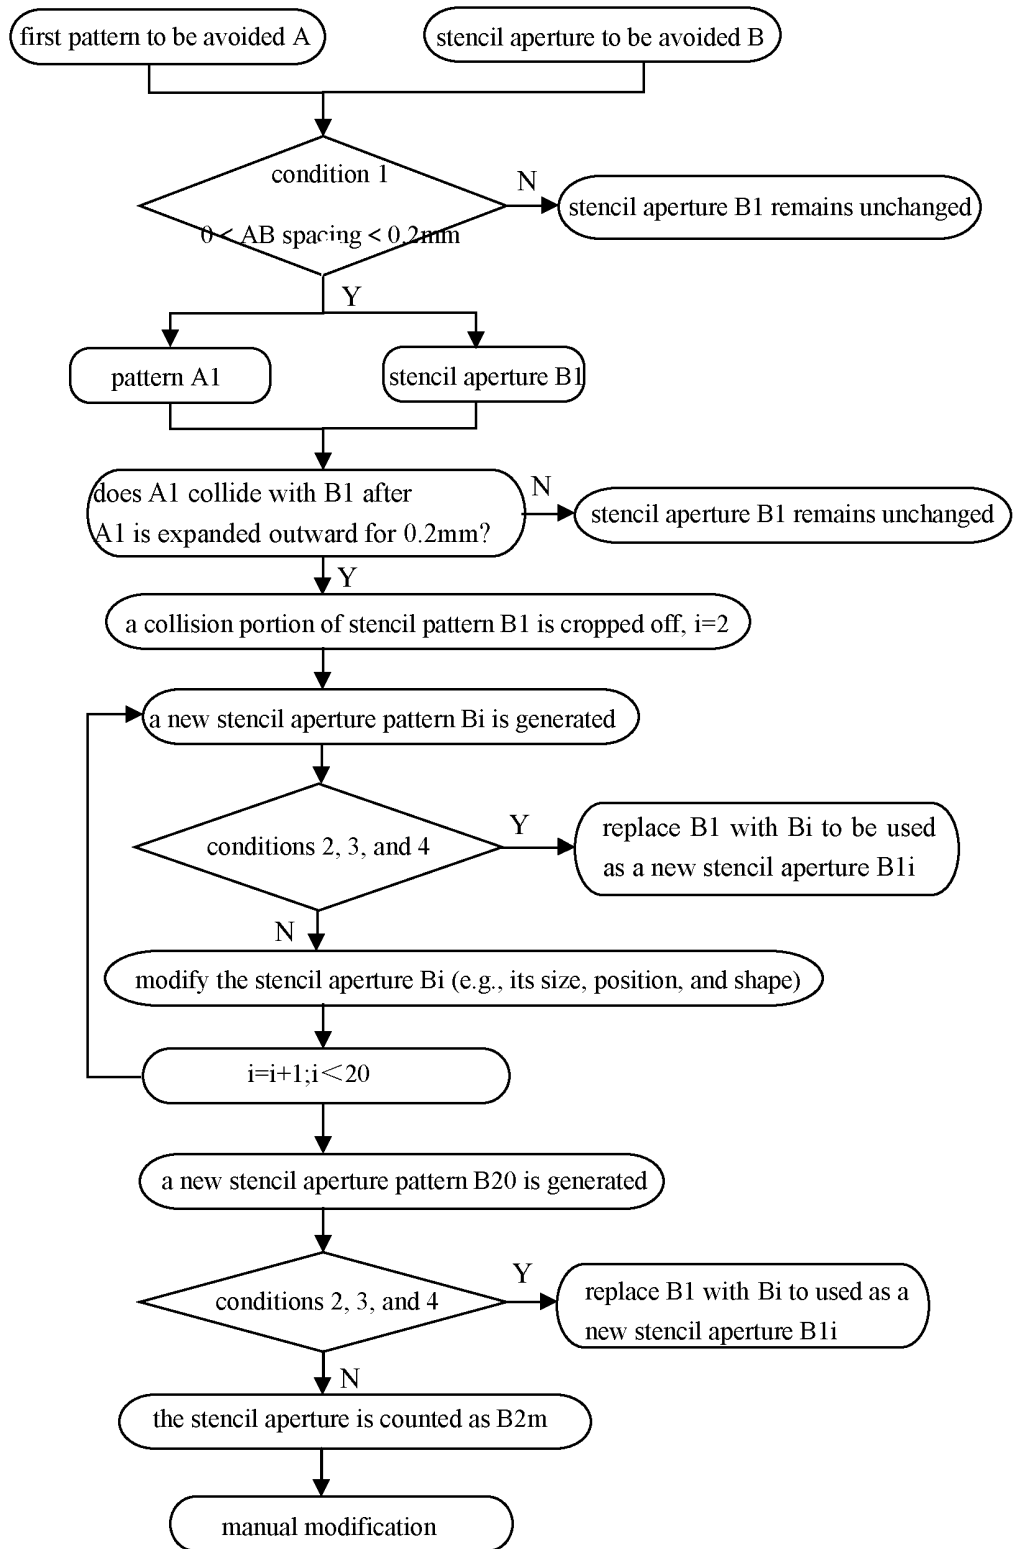 first pattern to be avoided A
stencil aperture to be avoided B
condition 1
N
stencil aperture B1 remains unchanged
0 < AB spacing < 0.2mm
Y
pattern A1
stencil aperture B1
does A1 collide with B1 after
A1 is expanded outward for 0.2mm?
N
stencil aperture B1 remains unchanged
Y
a collision portion of stencil pattern B1 is cropped off, i=2
a new stencil aperture pattern Bi is generated
conditions 2, 3, and 4
Y
replace B1 with Bi to be used
as a new stencil aperture B1i
N
modify the stencil aperture Bi (e.g., its size, position, and shape)
i=i+1;i<20
a new stencil aperture pattern B20 is generated
conditions 2, 3, and 4
Y
replace B1 with Bi to used as a
new stencil aperture B1i
N
the stencil aperture is counted as B2m
manual modification